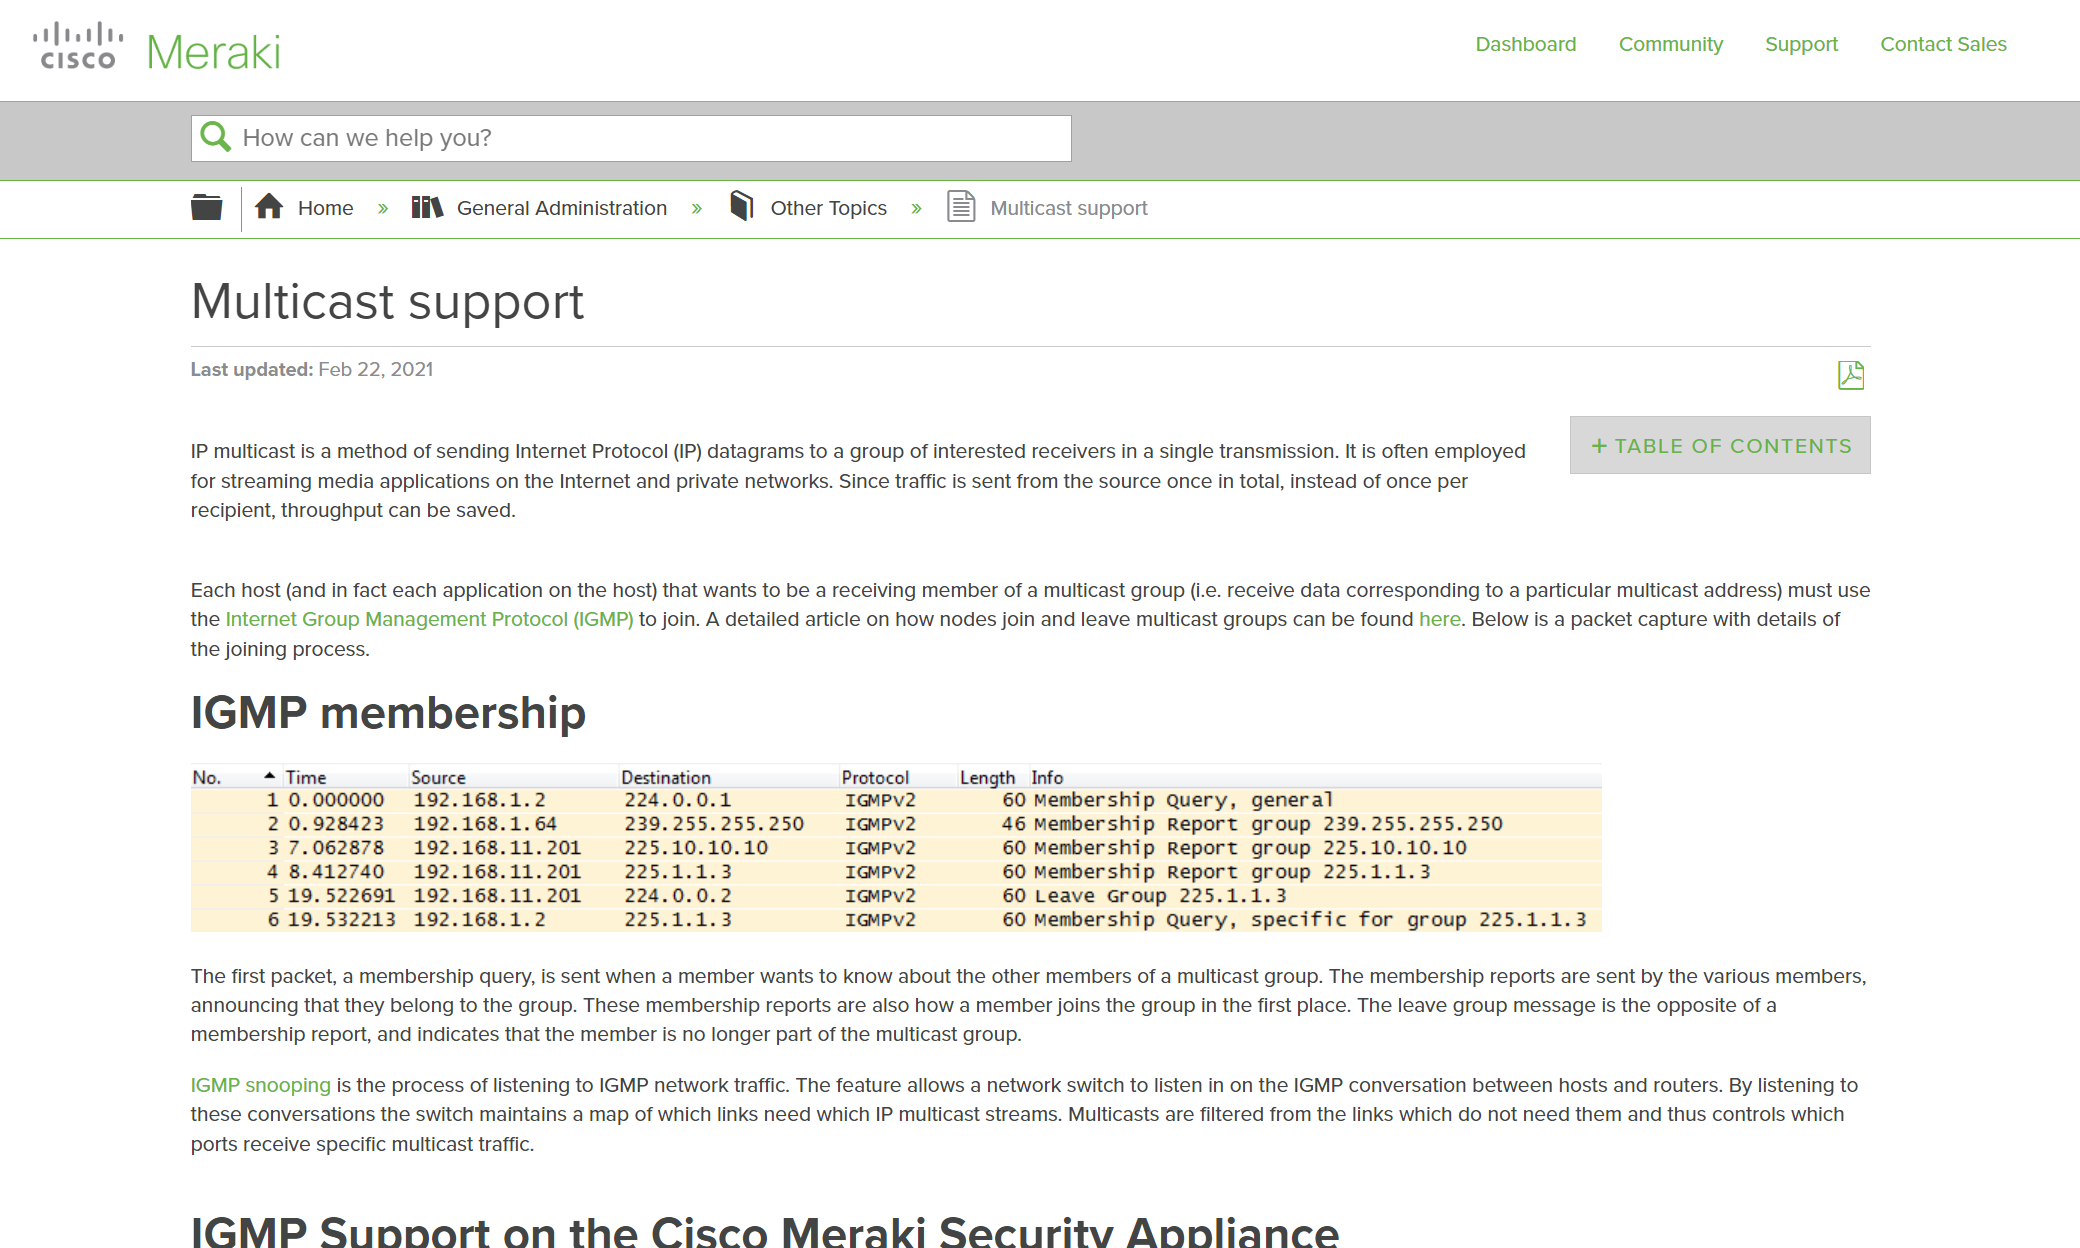 CISCO Meraki
Dashboard Community Support Contact Sales
How can we help you?
Home » General Administration » Other Topics » Multicast support
Multicast support
Last updated: Feb 22, 2021
+ TABLE OF CONTENTS
IP multicast is a method of sending Internet Protocol (IP) datagrams to a group of interested receivers in a single transmission. It is often employed
for streaming media applications on the Internet and private networks. Since traffic is sent from the source once in total, instead of once per
recipient, throughput can be saved.
Each host (and in fact each application on the host) that wants to be a receiving member of a multicast group (i.e. receive data corresponding to a particular multicast address) must use
the Internet Group Management Protocol (IGMP) to join. A detailed article on how nodes join and leave multicast groups can be found here. Below is a packet capture with details of
the joining process.
IGMP membership
No. Time Source Destination Protocol Length Info
1 0.000000 192.168.1.2 224.0.0.1 IGMPv2 60 Membership Query, general
2 0.928423 192.168.1.64 239.255.255.250 IGMPv2 46 Membership Report group 239.255.255.250
3 7.062878 192.168.11.201 225.10.10.10 IGMPv2 60 Membership Report group 225.10.10.10
4 8.412740 192.168.11.201 225.1.1.3 IGMPv2 60 Membership Report group 225.1.1.3
5 19.522691 192.168.11.201 224.0.0.2 IGMPv2 60 Leave Group 225.1.1.3
6 19.532213 192.168.1.2 225.1.1.3 IGMPv2 60 Membership Query, specific for group 225.1.1.3
The first packet, a membership query, is sent when a member wants to know about the other members of a multicast group. The membership reports are sent by the various members,
announcing that they belong to the group. These membership reports are also how a member joins the group in the first place. The leave group message is the opposite of a
membership report, and indicates that the member is no longer part of the multicast group.
IGMP snooping is the process of listening to IGMP network traffic. The feature allows a network switch to listen in on the IGMP conversation between hosts and routers. By listening to
these conversations the switch maintains a map of which links need which IP multicast streams. Multicasts are filtered from the links which do not need them and thus controls which
ports receive specific multicast traffic.
IGMP Support on the Cisco Meraki Security Appliance